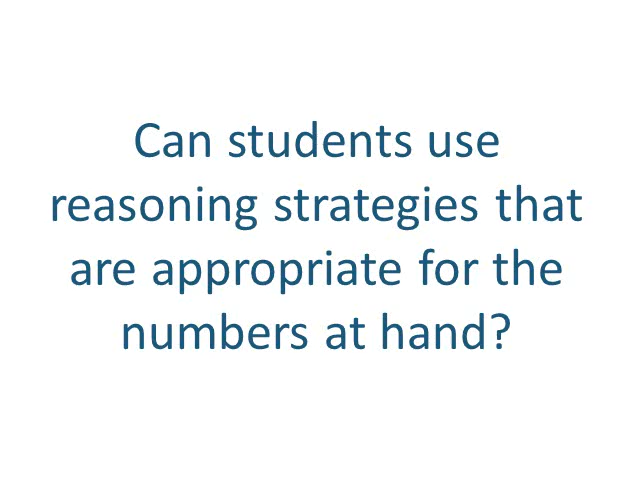 Can students use
reasoning strategies that
are appropriate for the
numbers at hand?